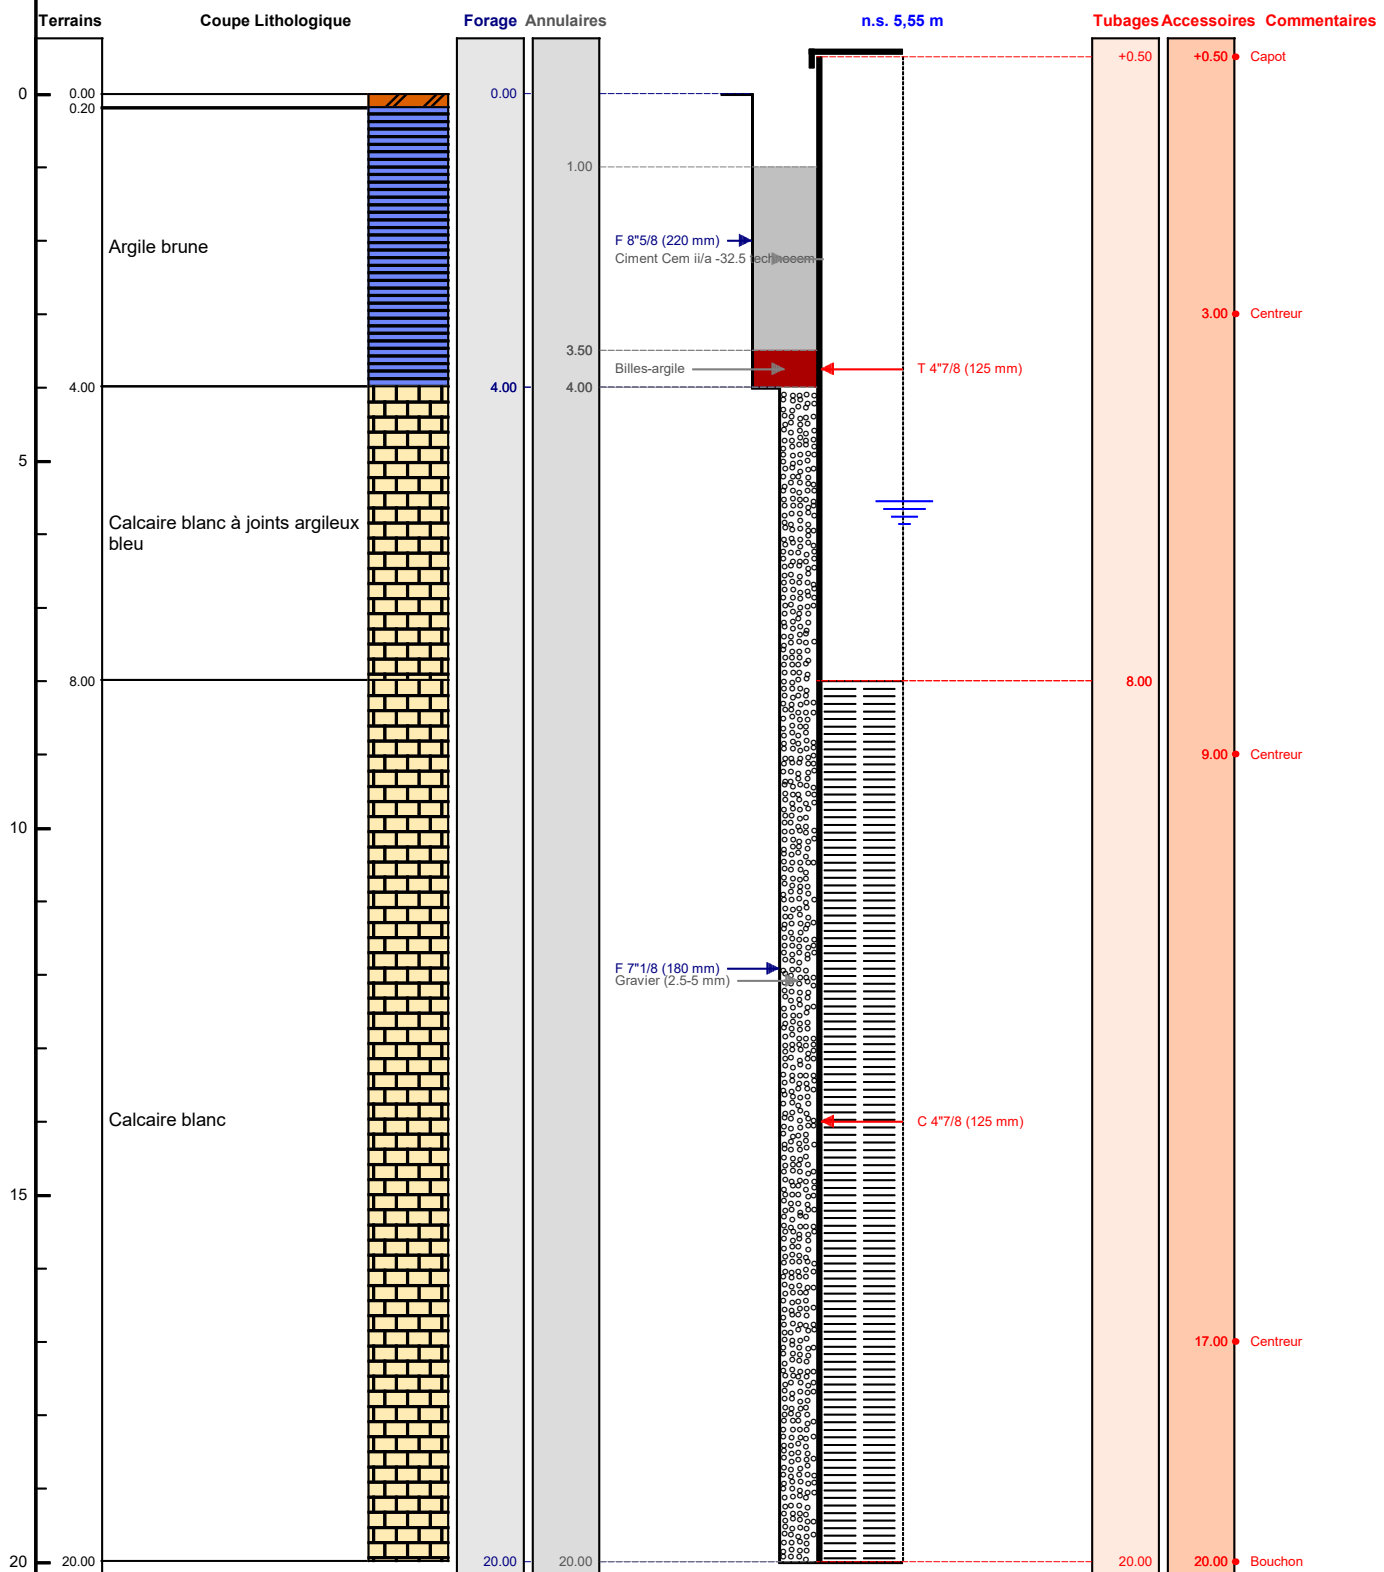 Terrains Coupe Lithologique Forage Annulaires n.s. 5,55 m Tubages Accessoires Commentaires
+0.50 +0.50 Capot
0 0.00 0.00
0.20
1.00
F 8"5/8 (220 mm)
Argile brune
Ciment Cem ii/a -32.5 technocem
3.00 Centreur
3.50
Billes-argile T 4"7/8 (125 mm)
4.00 4.00 4.00
5
Calcaire blanc à joints argileux
bleu
8.00 8.00
9.00 Centreur
10
F 7"1/8 (180 mm)
Gravier (2.5-5 mm)
Calcaire blanc C 4"7/8 (125 mm)
15
17.00 Centreur
20 20.00 20.00 20.00 20.00 20.00 Bouchon